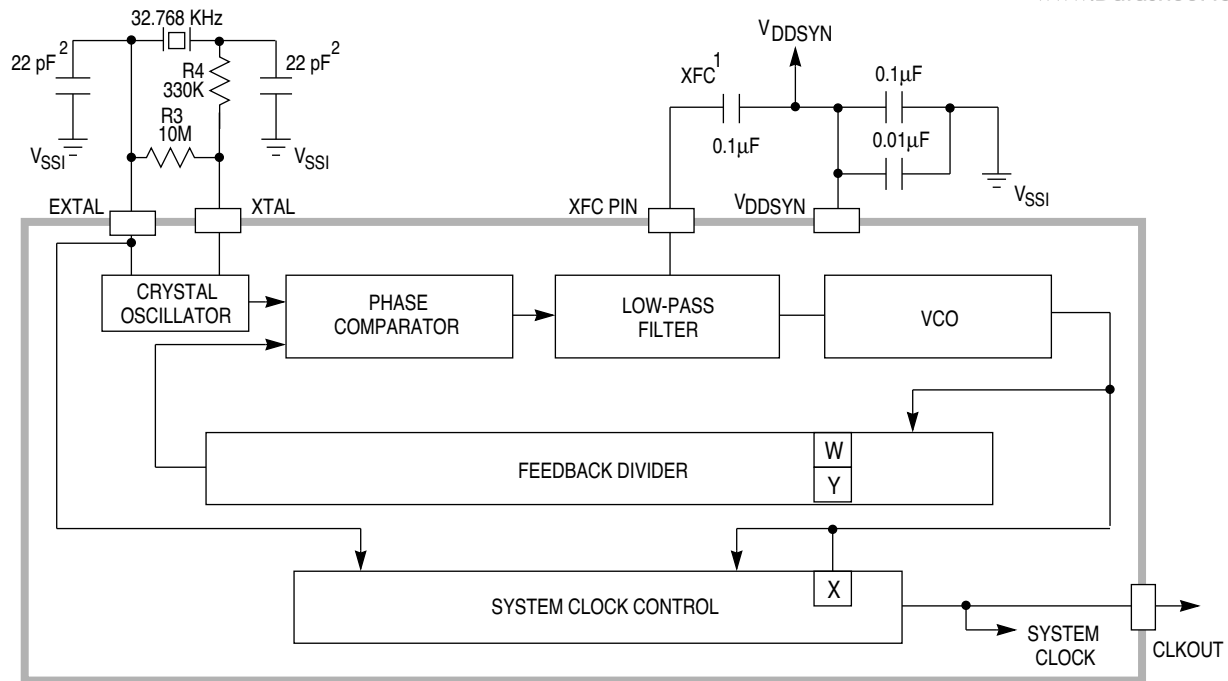 32.768 KHz
22 pF²
R4
330K
22 pF²
R3
10M
VSSI
VSSI
VDDSYN
XFC¹
0.1µF
0.1µF
0.01µF
VSSI
EXTAL
XTAL
XFC PIN
VDDSYN
CRYSTAL
OSCILLATOR
PHASE
COMPARATOR
LOW-PASS
FILTER
VCO
FEEDBACK DIVIDER
W
Y
SYSTEM CLOCK CONTROL
X
SYSTEM
CLOCK
CLKOUT